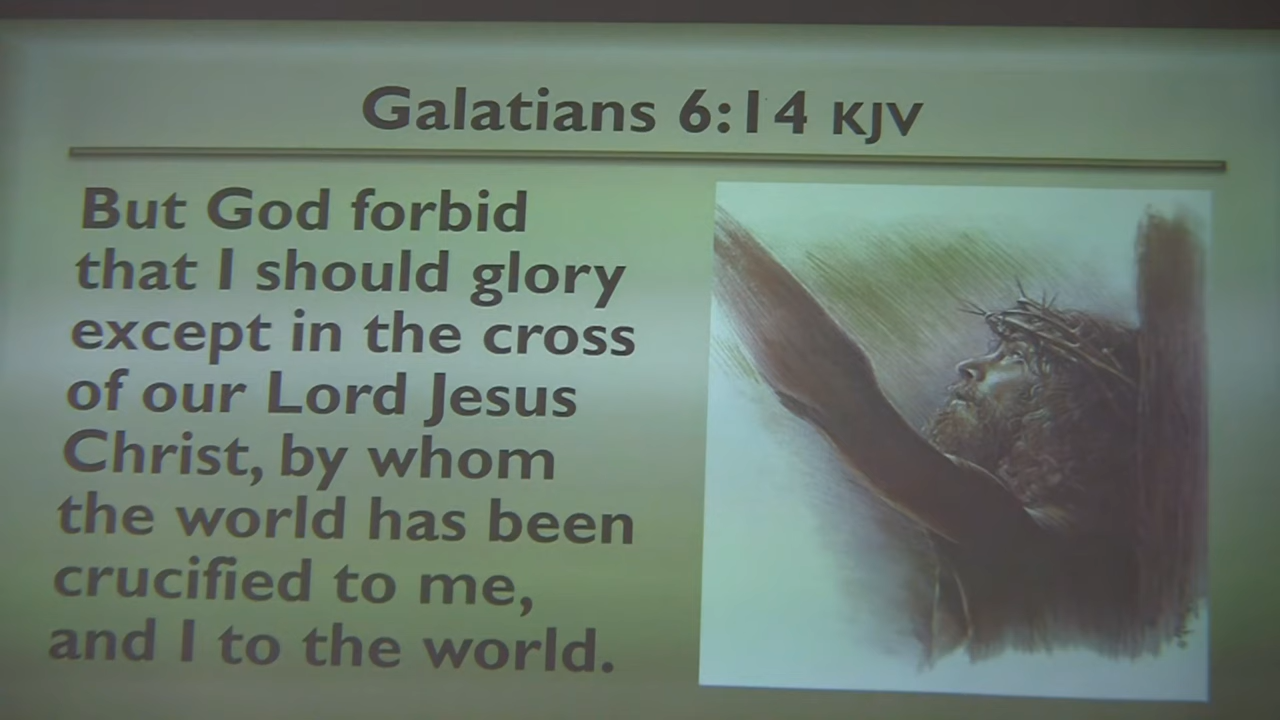 Galatians 6:14 KJV
But God forbid
that I should glory
except in the cross
of our Lord Jesus
Christ, by whom
the world has been
crucified to me,
and I to the world.